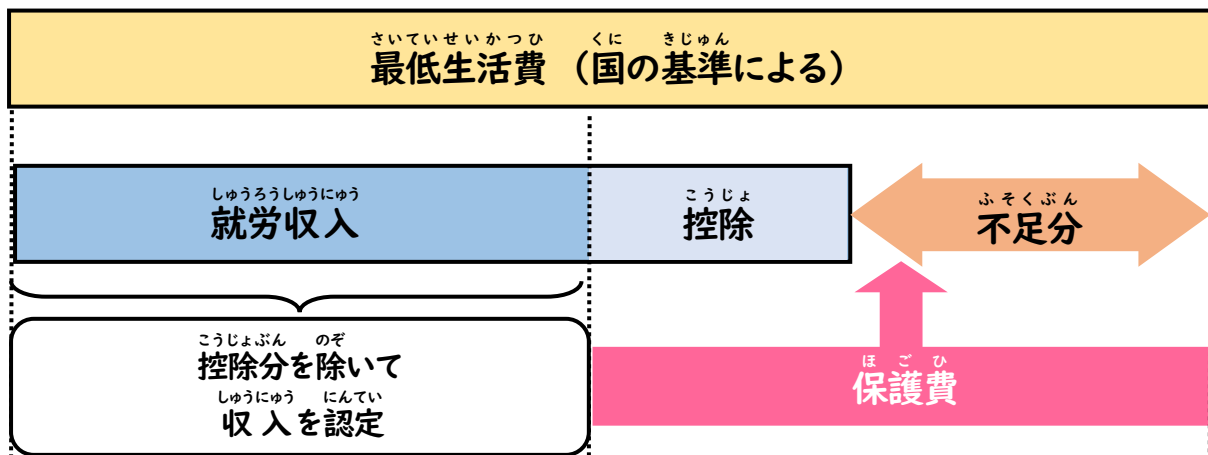 さいていせいかつひ くに きじゅん
最低生活費 (国の基準による)
しゅうろうしゅうにゅう
就労収入
こうじょ
控除
ふそくぶん
不足分
こうじょぶん のぞ
控除分を除いて
しゅうにゅう にんてい
収入を認定
ほごひ
保護費